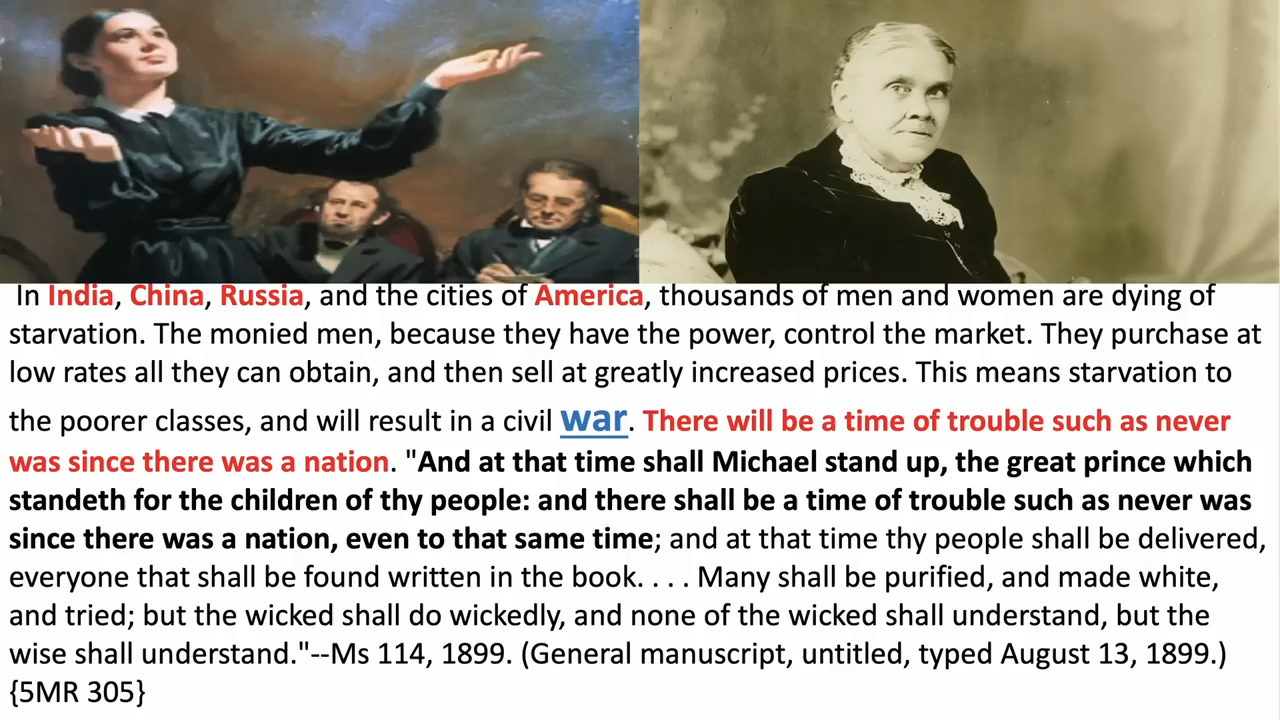 In India, China, Russia, and the cities of America, thousands of men and women are dying of
starvation. The monied men, because they have the power, control the market. They purchase at
low rates all they can obtain, and then sell at greatly increased prices. This means starvation to
the poorer classes, and will result in a civil war. There will be a time of trouble such as never
was since there was a nation. "And at that time shall Michael stand up, the great prince which
standeth for the children of thy people: and there shall be a time of trouble such as never was
since there was a nation, even to that same time; and at that time thy people shall be delivered,
everyone that shall be found written in the book. . . . Many shall be purified, and made white,
and tried; but the wicked shall do wickedly, and none of the wicked shall understand, but the
wise shall understand."--Ms 114, 1899. (General manuscript, untitled, typed August 13, 1899.)
{5MR 305}